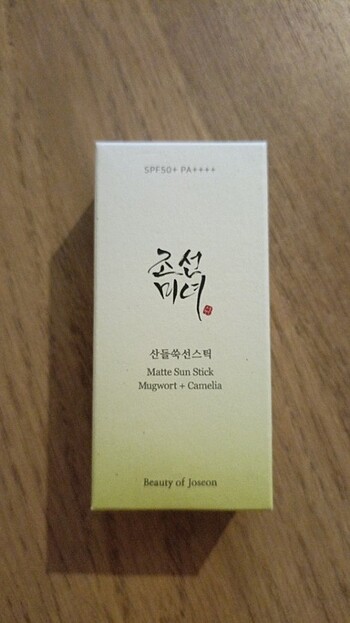 SPF50+ PA++++
조선
미녀
산들쑥선스틱
Matte Sun Stick
Mugwort + Camelia
Beauty of Joseon